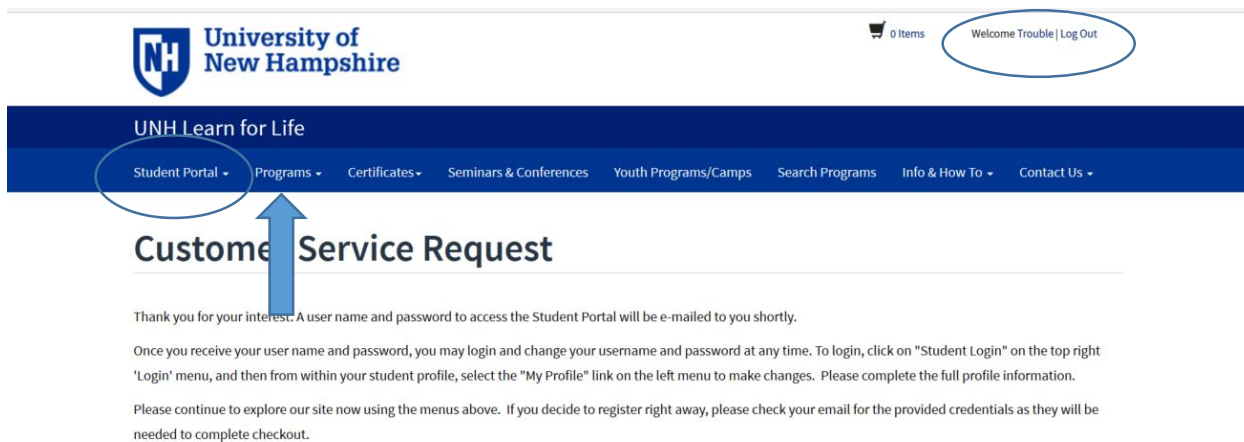 NH University of
New Hampshire
0 Items Welcome Trouble | Log Out
UNH Learn for Life
Student Portal Programs Certificates Seminars & Conferences Youth Programs/Camps Search Programs Info & How To Contact Us
Customer Service Request
Thank you for your interest. A user name and password to access the Student Portal will be e-mailed to you shortly.
Once you receive your user name and password, you may login and change your username and password at any time. To login, click on "Student Login" on the top right
'Login' menu, and then from within your student profile, select the "My Profile" link on the left menu to make changes. Please complete the full profile information.
Please continue to explore our site now using the menus above. If you decide to register right away, please check your email for the provided credentials as they will be
needed to complete checkout.